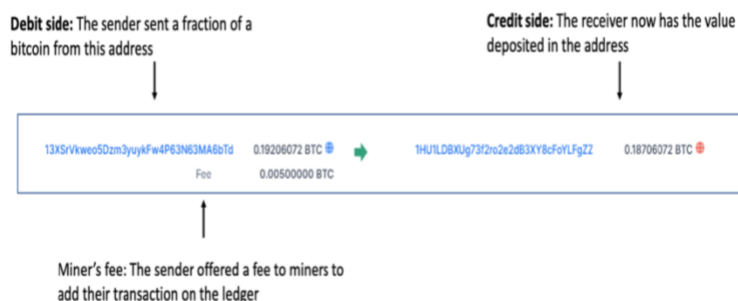 Debit side: The sender sent a fraction of a
bitcoin from this address
Credit side: The receiver now has the value
deposited in the address
13XSrVkweo5Dzm3yuykFw4P63N63MA6bTd 0.19206072 BTC
1HU1LDBXUg73f2ro2e2dB3XY8cFoYLFgZZ 0.18706072 BTC
Fee 0.00500000 BTC
Miner's fee: The sender offered a fee to miners to
add their transaction on the ledger